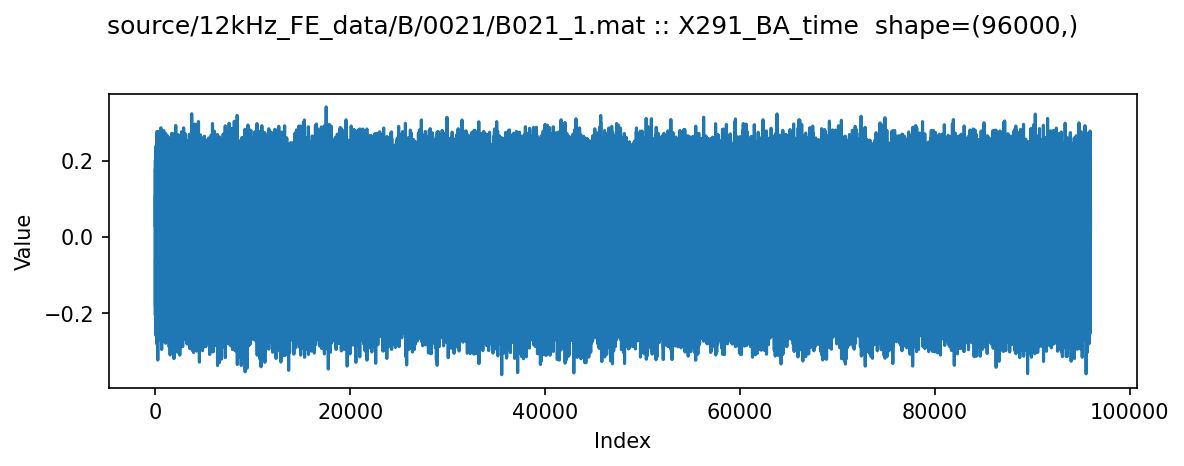 source/12kHz_FE_data/B/0021/B021_1.mat :: X291_BA_time  shape=(96000,)
0.2
0.0
−0.2
Value
0 20000 40000 60000 80000 100000
Index